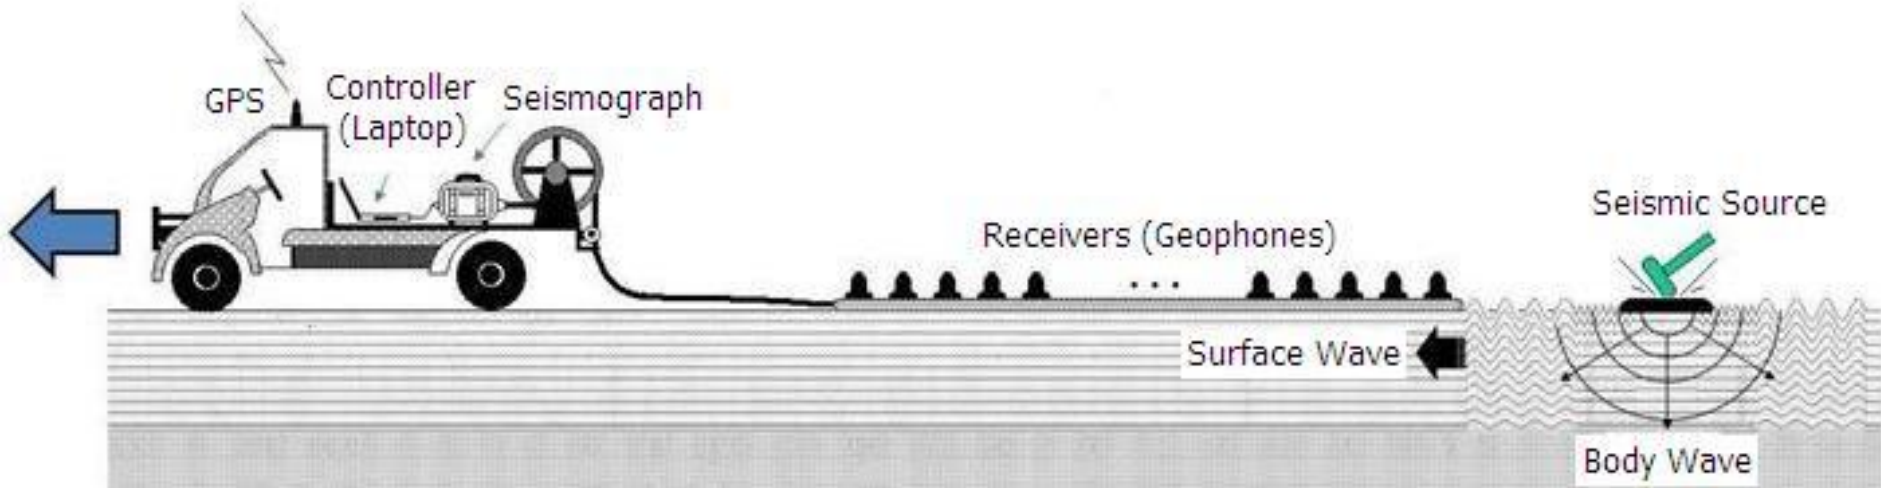 GPS
Controller
(Laptop)
Seismograph
Receivers (Geophones)
...
Seismic Source
Surface Wave
Body Wave